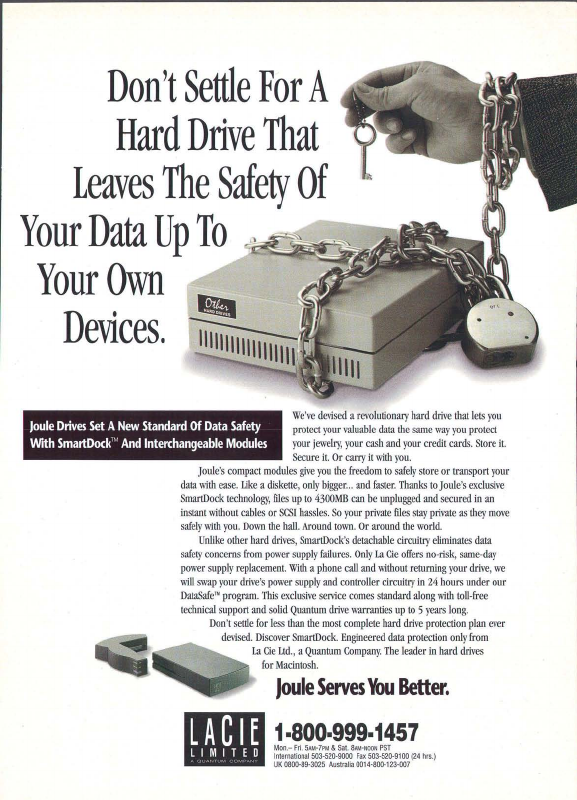 Don't Settle For A
Hard Drive That
Leaves The Safety Of
Your Data Up To
Your Own
Devices.
Other
HARD DRIVES
Joule Drives Set A New Standard Of Data Safety
With SmartDock™ And Interchangeable Modules
We've devised a revolutionary hard drive that lets you
protect your valuable data the same way you protect
your jewelry, your cash and your credit cards. Store it.
Secure it. Or carry it with you.
Joule's compact modules give you the freedom to safely store or transport your
data with ease. Like a diskette, only bigger... and faster. Thanks to Joule's exclusive
SmartDock technology, files up to 4300MB can be unplugged and secured in an
instant without cables or SCSI hassles. So your private files stay private as they move
safely with you. Down the hall. Around town. Or around the world.
Unlike other hard drives, SmartDock's detachable circuitry eliminates data
safety concerns from power supply failures. Only La Cie offers no-risk, same-day
power supply replacement. With a phone call and without returning your drive, we
will swap your drive's power supply and controller circuitry in 24 hours under our
DataSafe™ program. This exclusive service comes standard along with toll-free
technical support and solid Quantum drive warranties up to 5 years long.
Don't settle for less than the most complete hard drive protection plan ever
devised. Discover SmartDock. Engineered data protection only from
La Cie Ltd., a Quantum Company. The leader in hard drives
for Macintosh.
Joule Serves You Better.
LACIE
LIMITED
A QUANTUM COMPANY
1-800-999-1457
Mon.– Fri. 5AM-7PM & Sat. 8AM-NOON PST
International 503-520-9000 Fax 503-520-9100 (24 hrs.)
UK 0800-89-3025 Australia 0014-800-123-007